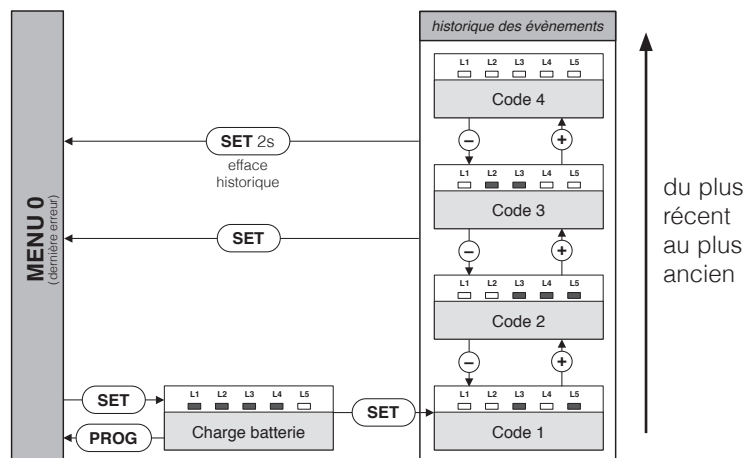 historique des évènements
L1 L2 L3 L4 L5
Code 4
− +
SET 2s
efface
historique
L1 L2 L3 L4 L5
Code 3
du plus
récent
au plus
ancien
MENU 0
(dernière erreur)
SET
− +
L1 L2 L3 L4 L5
Code 2
− +
SET
L1 L2 L3 L4 L5
Charge batterie
SET
L1 L2 L3 L4 L5
Code 1
PROG